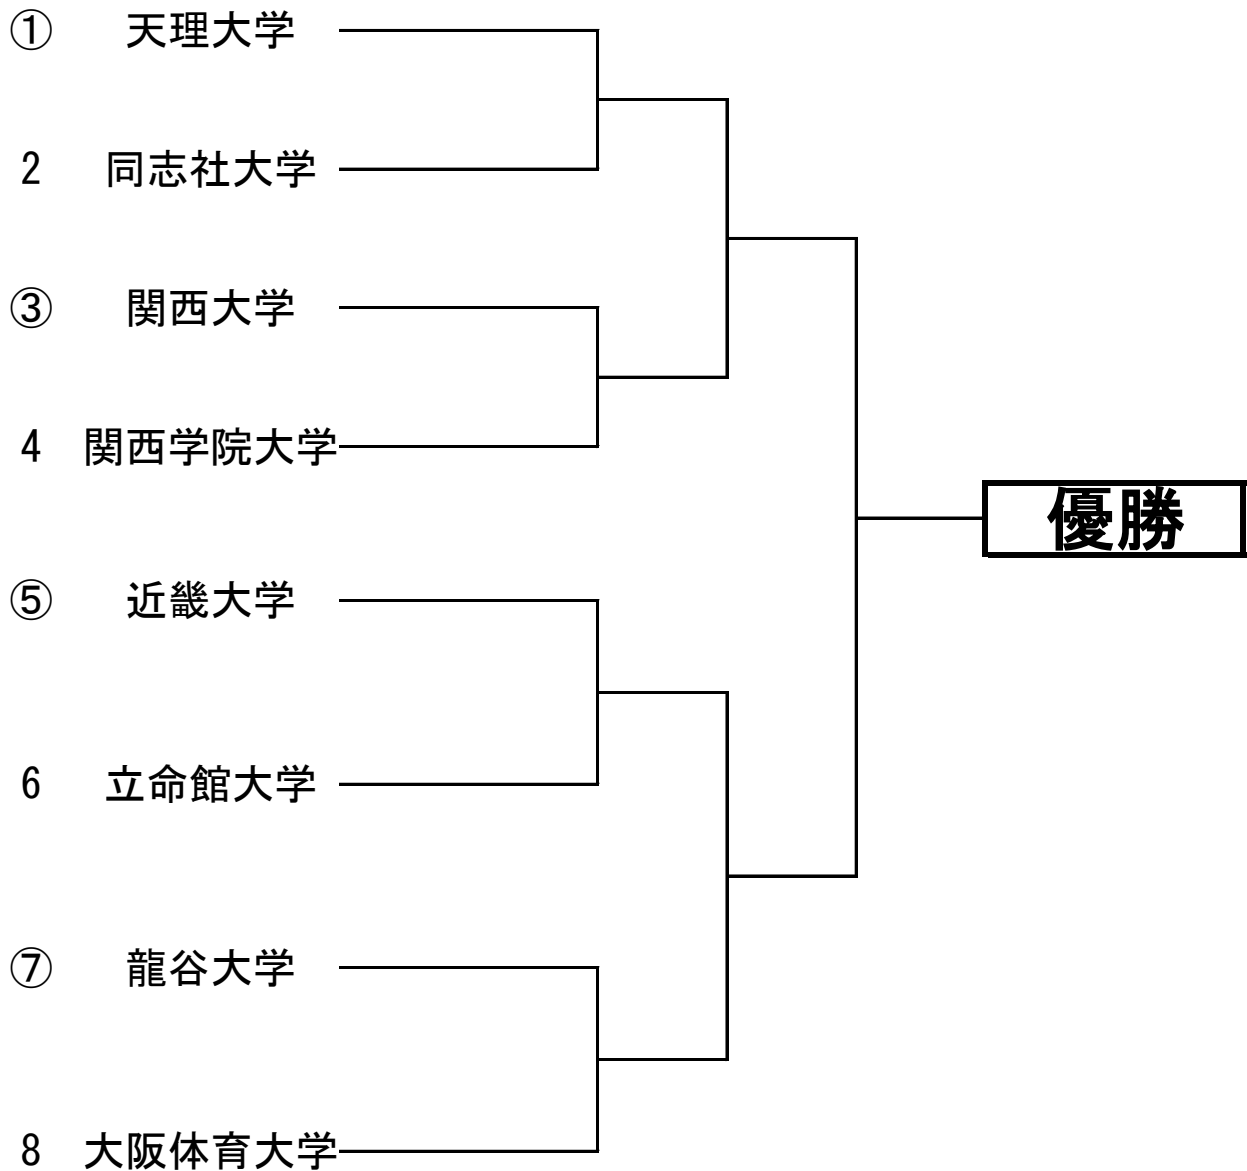 ① 天理大学
2 同志社大学
③ 関西大学
4 関西学院大学
優勝
⑤ 近畿大学
6 立命館大学
⑦ 龍谷大学
8 大阪体育大学